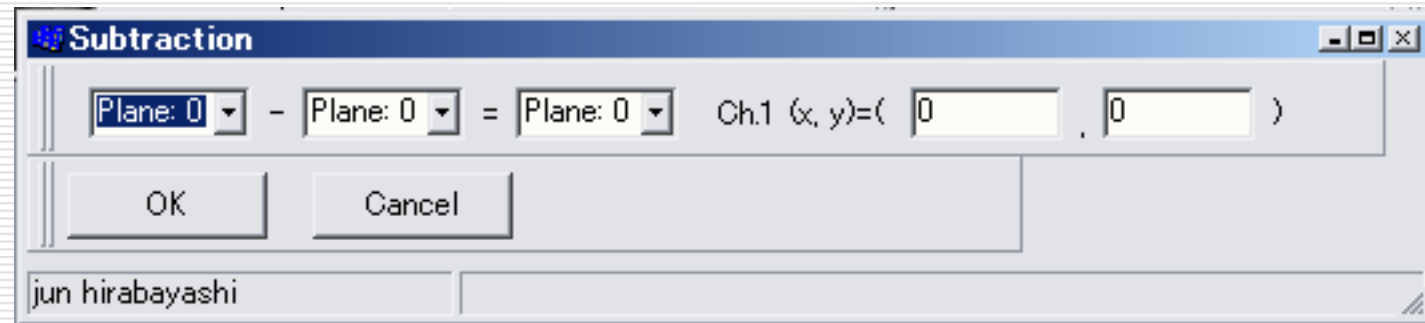 Subtraction
Plane: 0 - Plane: 0 = Plane: 0 Ch.1 (x, y)=( 0 , 0 )
OK Cancel
jun hirabayashi